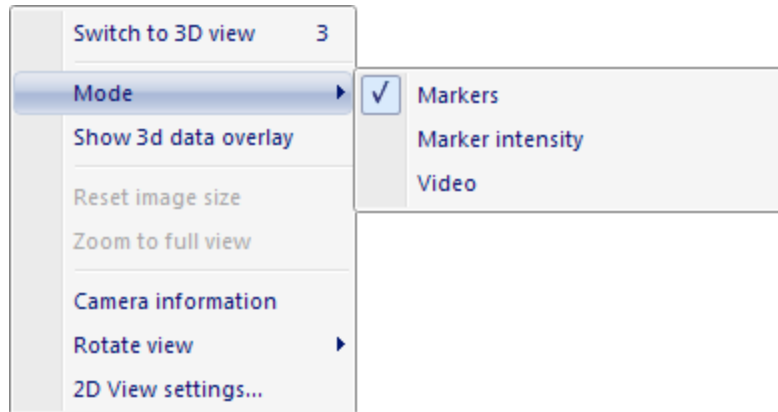 Switch to 3D view 3
Mode
Show 3d data overlay
Reset image size
Zoom to full view
Camera information
Rotate view
2D View settings...
Markers
Marker intensity
Video